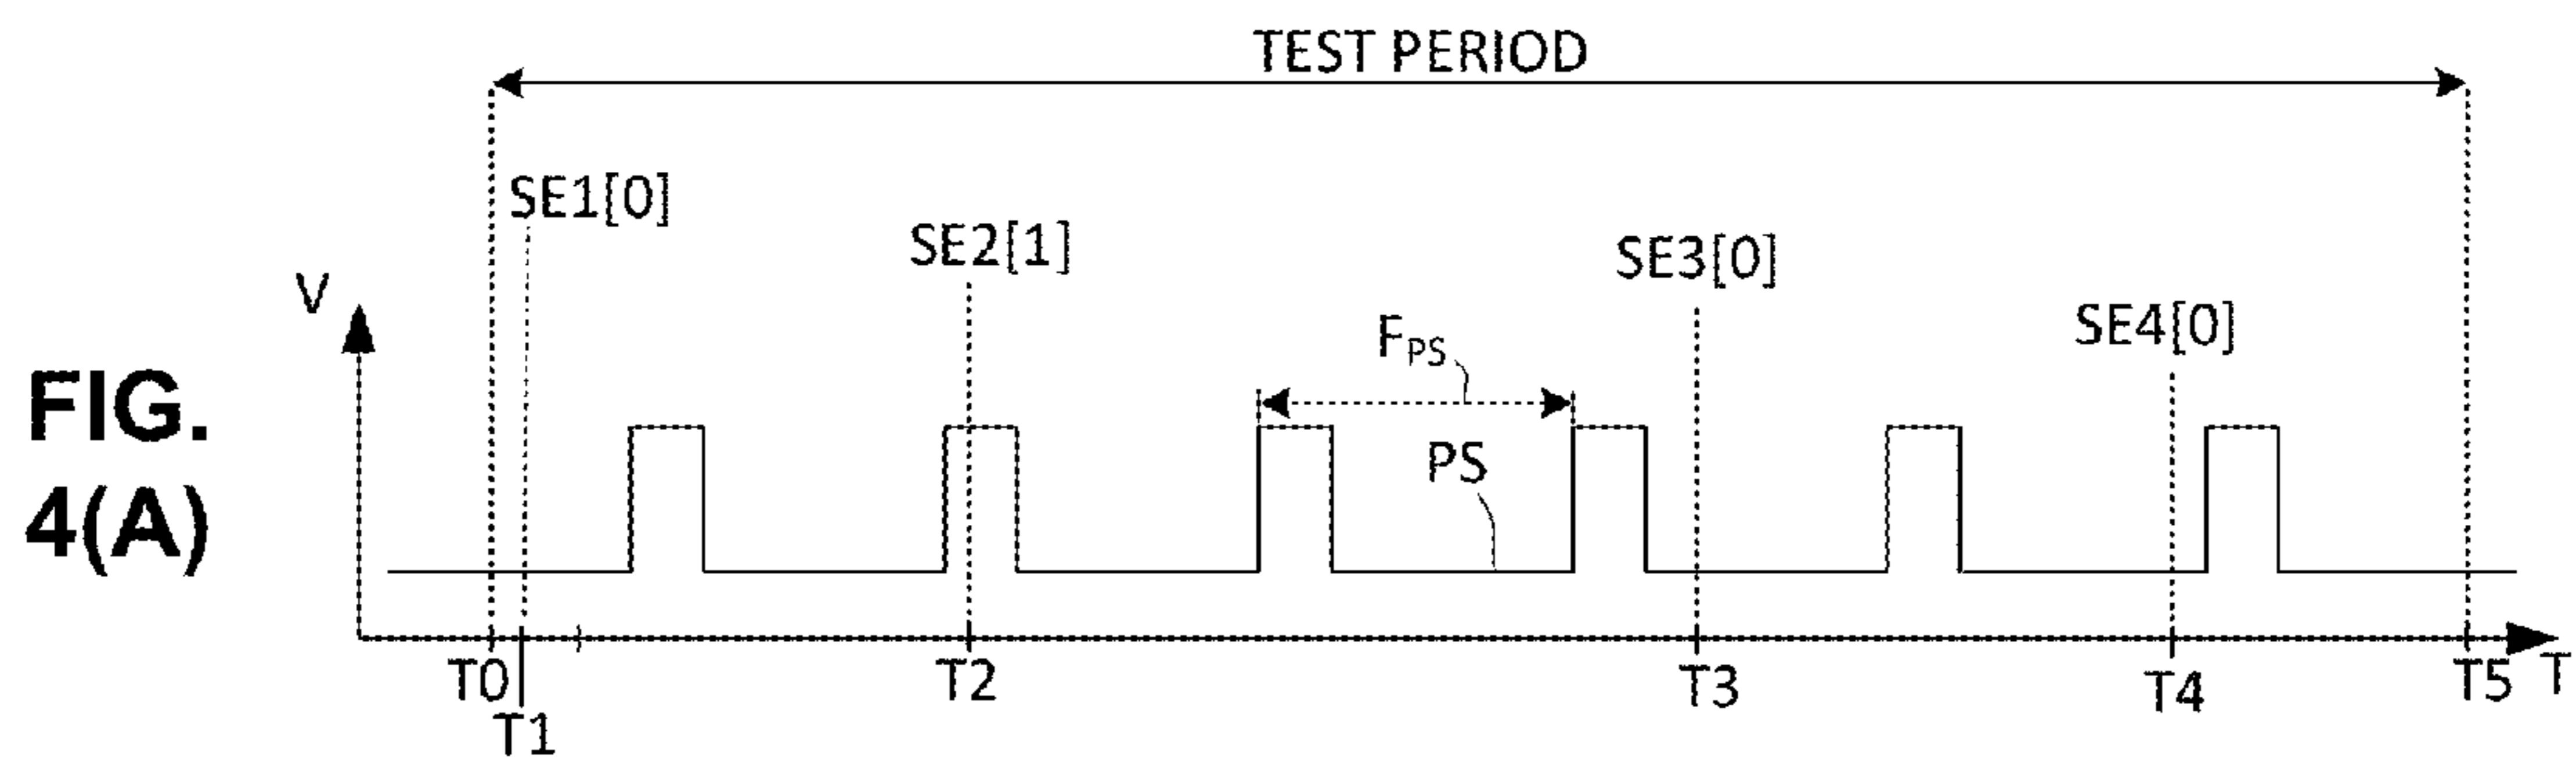 TEST PERIOD
SE1[0]
SE2[1]
SE3[0]
SE4[0]
V
FPS
PS
FIG.
4(A)
T0
T1
T2
T3
T4
T5
T